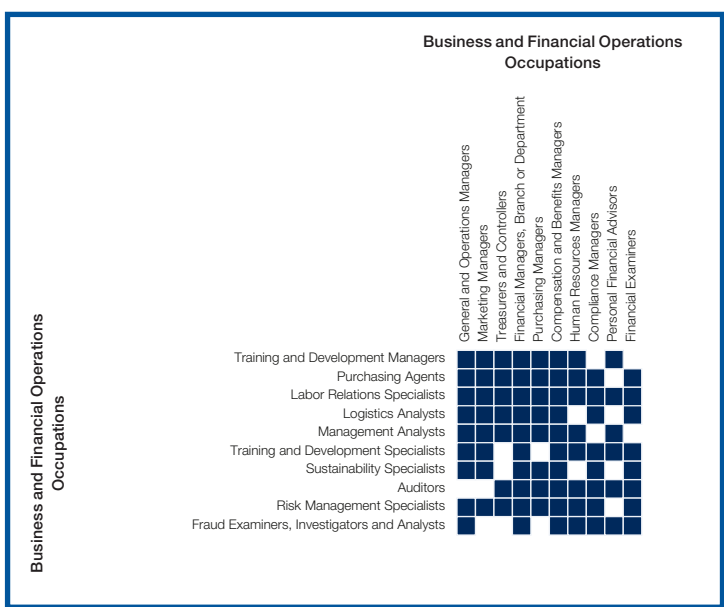 Business and Financial Operations
Occupations
General and Operations Managers
Marketing Managers
Treasurers and Controllers
Financial Managers, Branch or Department
Purchasing Managers
Compensation and Benefits Managers
Human Resources Managers
Compliance Managers
Personal Financial Advisors
Financial Examiners
Business and Financial Operations
Occupations
Training and Development Managers
Purchasing Agents
Labor Relations Specialists
Logistics Analysts
Management Analysts
Training and Development Specialists
Sustainability Specialists
Auditors
Risk Management Specialists
Fraud Examiners, Investigators and Analysts